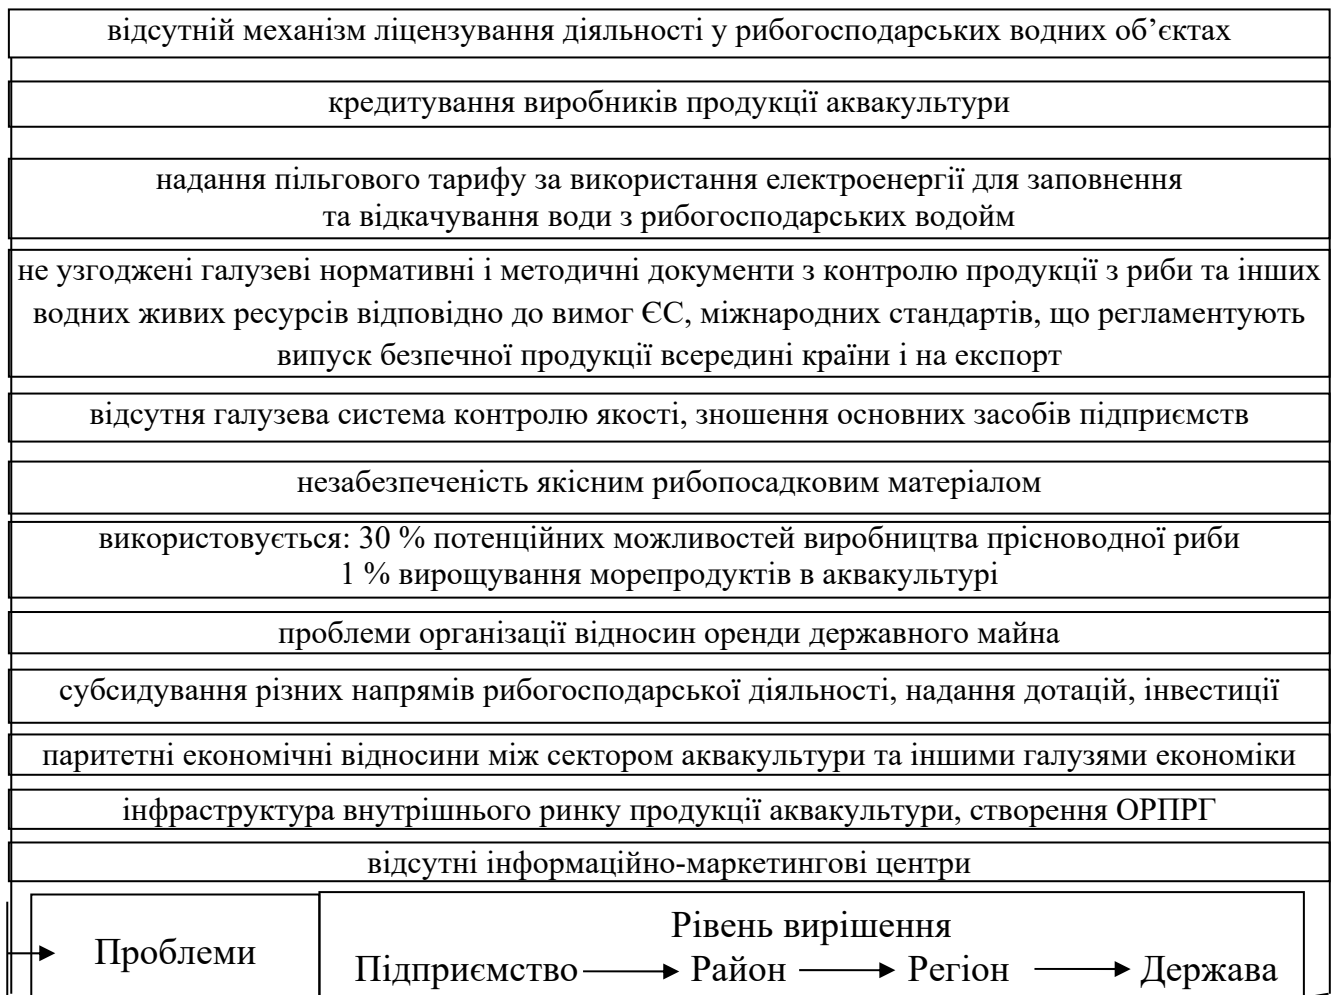 відсутній механізм ліцензування діяльності у рибогосподарських водних об’єктах
кредитування виробників продукції аквакультури
надання пільгового тарифу за використання електроенергії для заповнення
та відкачування води з рибогосподарських водойм
не узгоджені галузеві нормативні і методичні документи з контролю продукції з риби та інших
водних живих ресурсів відповідно до вимог ЄС, міжнародних стандартів, що регламентують
випуск безпечної продукції всередині країни і на експорт
відсутня галузева система контролю якості, зношення основних засобів підприємств
незабезпеченість якісним рибопосадковим матеріалом
використовується: 30 % потенційних можливостей виробництва прісноводної риби
1 % вирощування морепродуктів в аквакультурі
проблеми організації відносин оренди державного майна
субсидування різних напрямів рибогосподарської діяльності, надання дотацій, інвестиції
паритетні економічні відносини між сектором аквакультури та іншими галузями економіки
інфраструктура внутрішнього ринку продукції аквакультури, створення ОРПРГ
відсутні інформаційно-маркетингові центри
Проблеми
Рівень вирішення
Підприємство Район Регіон Держава